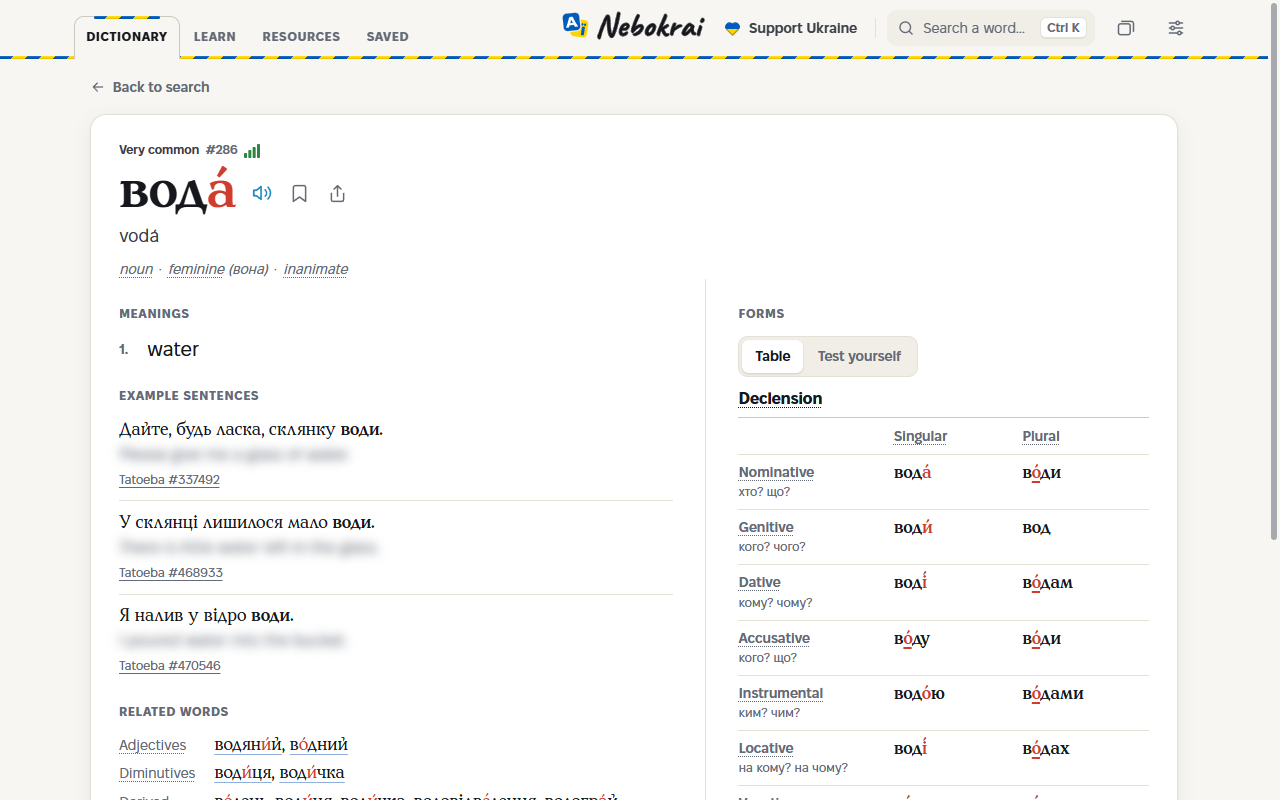 DICTIONARY
LEARN
RESOURCES
SAVED
Nebokrai
Support Ukraine
Search a word...
Ctrl K
Back to search
Very common #286
вода́
vodá
noun · feminine (вона) · inanimate
MEANINGS
1. water
EXAMPLE SENTENCES
Дайте, будь ласка, склянку води.
Tatoeba #337492
У склянці лишилося мало води.
Tatoeba #468933
Я налив у відро води.
Tatoeba #470546
RELATED WORDS
Adjectives водяни́й, во́дний
Diminutives води́ця, води́чка
FORMS
Table
Test yourself
Declension
Singular Plural
Nominative вода́ во́ди
хто? що?
Genitive води́ вод
кого? чого?
Dative воді́ во́дам
кому? чому?
Accusative во́ду во́ди
кого? що?
Instrumental водо́ю во́дами
ким? чим?
Locative воді́ во́дах
на кому? на чому?